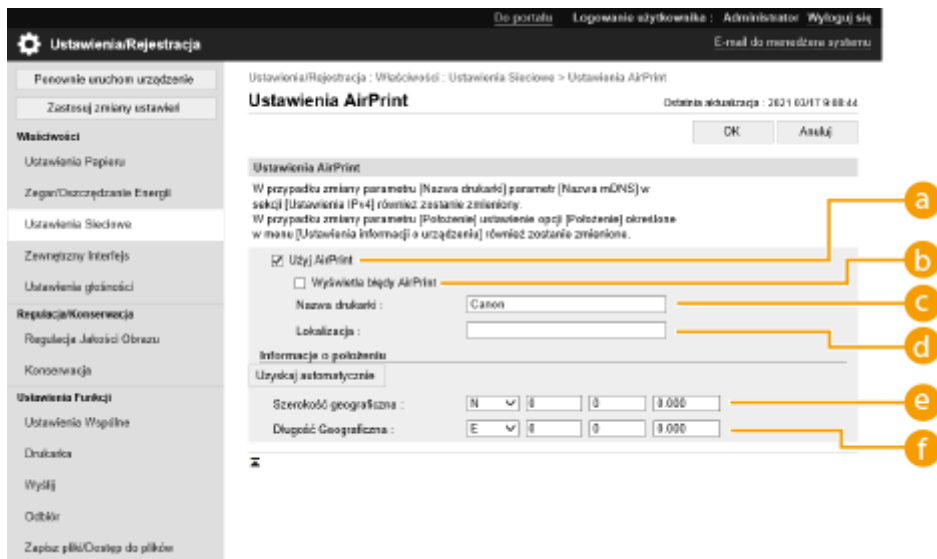 Do portalu Logowanie użytkownika : Administrator Wyloguj się
Ustawienia/Rejestracja E-mail do menedżera systemu
Ponownie uruchom urządzenie
Zastosuj zmiany ustawień
Właściwości
Ustawienia Papieru
Zegar/Oszczędzanie Energii
Ustawienia Sieciowe
Zewnętrzny Interfejs
Ustawienia głośności
Regulacja/Konserwacja
Regulacja Jakości Obrazu
Konserwacja
Ustawienia Funkcji
Ustawienia Wspólne
Drukarka
Wyślij
Odbiór
Zapisz pliki/Dostęp do plików
Ustawienia/Rejestracja : Właściwości : Ustawienia Sieciowe > Ustawienia AirPrint
Ustawienia AirPrint
Ostatnia aktualizacja : 2021 03/17 9:08:44
OK Anuluj
Ustawienia AirPrint
W przypadku zmiany parametru [Nazwa drukarki] parametr [Nazwa mDNS] w
sekcji [Ustawienia IPv4] również zostanie zmieniony.
W przypadku zmiany parametru [Położenie] ustawienie opcji [Położenie] określone
w menu [Ustawienia informacji o urządzeniu] również zostanie zmienione.
Użyj AirPrint
Wyświetla błędy AirPrint
Nazwa drukarki : Canon
Lokalizacja :
Informacje o położeniu
Uzyskaj automatycznie
Szerokość geograficzna : N 0 0 0.000
Długość Geograficzna : E 0 0 0.000
a
b
c
d
e
f